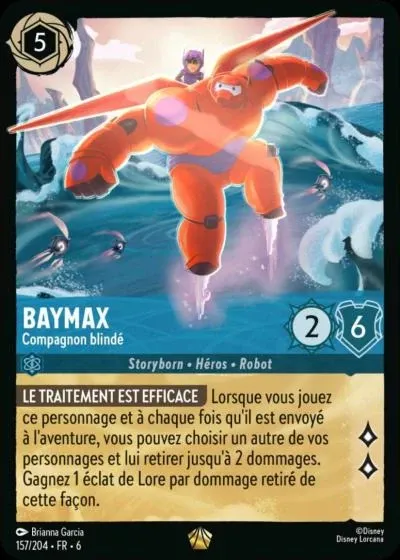 5
BAYMAX
Compagnon blindé
2
6
Storyborn • Héros • Robot
LE TRAITEMENT EST EFFICACE Lorsque vous jouez
ce personnage et à chaque fois qu'il est envoyé
à l'aventure, vous pouvez choisir un autre de vos
personnages et lui retirer jusqu'à 2 dommages.
Gagnez 1 éclat de Lore par dommage retiré de
cette façon.
Brianna Garcia
157/204 • FR • 6
©Disney
Disney Lorcana